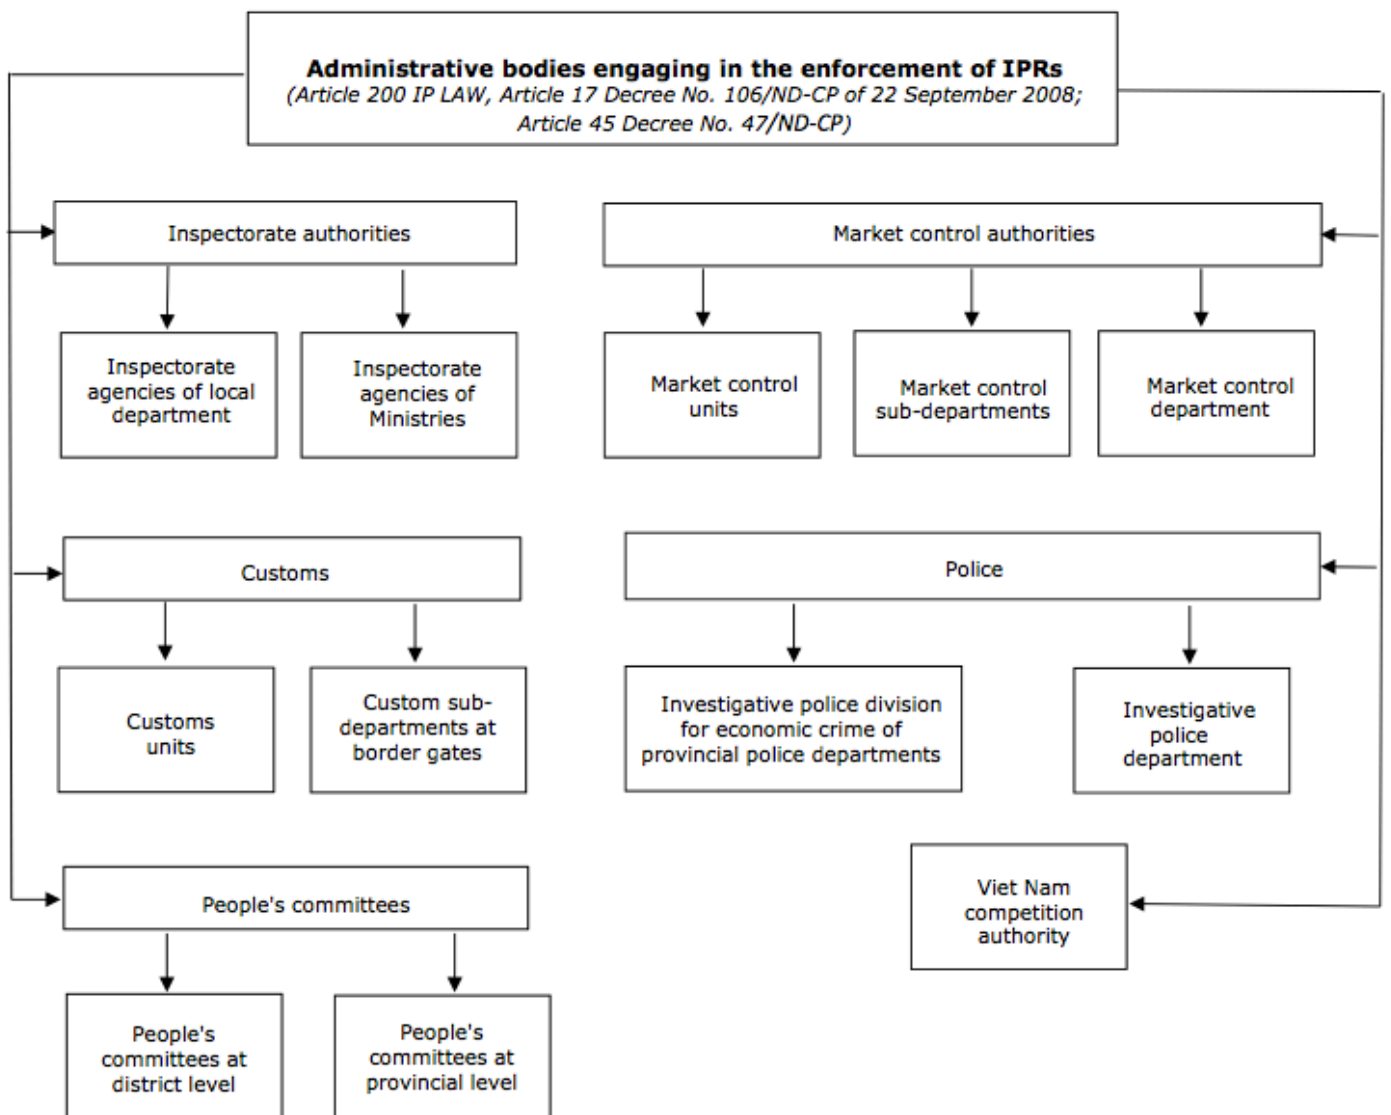 Administrative bodies engaging in the enforcement of IPRs
(Article 200 IP LAW, Article 17 Decree No. 106/ND-CP of 22 September 2008;
Article 45 Decree No. 47/ND-CP)
Inspectorate authorities
Market control authorities
Inspectorate
agencies of local
department
Inspectorate
agencies of
Ministries
Market control
units
Market control
sub-departments
Market control
department
Customs
Police
Customs
units
Custom sub-
departments at
border gates
Investigative police division
for economic crime of
provincial police departments
Investigative
police
department
People's committees
Viet Nam
competition
authority
People's
committees at
district level
People's
committees at
provincial level